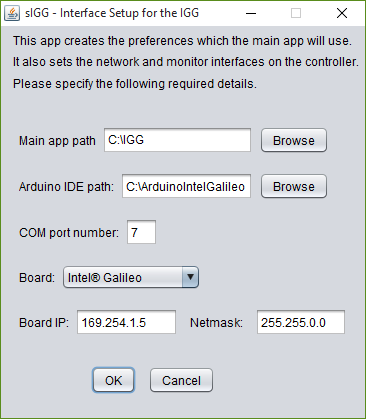 sIGG - Interface Setup for the IGG
This app creates the preferences which the main app will use.
It also sets the network and monitor interfaces on the controller.
Please specify the following required details.
Main app path C:\IGG Browse
Arduino IDE path: C:\ArduinoIntelGalileo Browse
COM port number: 7
Board: Intel® Galileo
Board IP: 169.254.1.5 Netmask: 255.255.0.0
OK Cancel